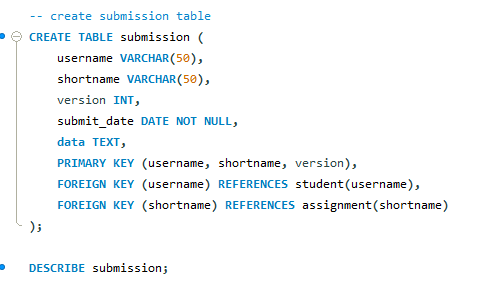 -- create submission table
CREATE TABLE submission (
username VARCHAR(50),
shortname VARCHAR(50),
version INT,
submit_date DATE NOT NULL,
data TEXT,
PRIMARY KEY (username, shortname, version),
FOREIGN KEY (username) REFERENCES student(username),
FOREIGN KEY (shortname) REFERENCES assignment(shortname)
);
DESCRIBE submission;